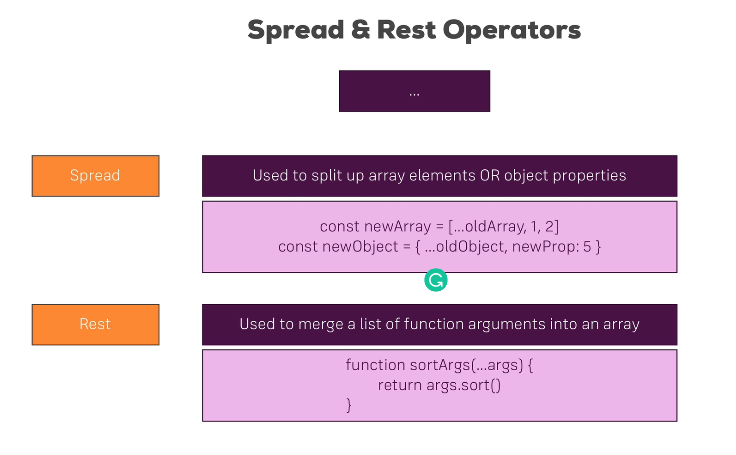 Spread & Rest Operators
...
Spread
Used to split up array elements OR object properties
const newArray = [...oldArray, 1, 2]
const newObject = { ...oldObject, newProp: 5 }
Rest
Used to merge a list of function arguments into an array
function sortArgs(...args) {
return args.sort()
}